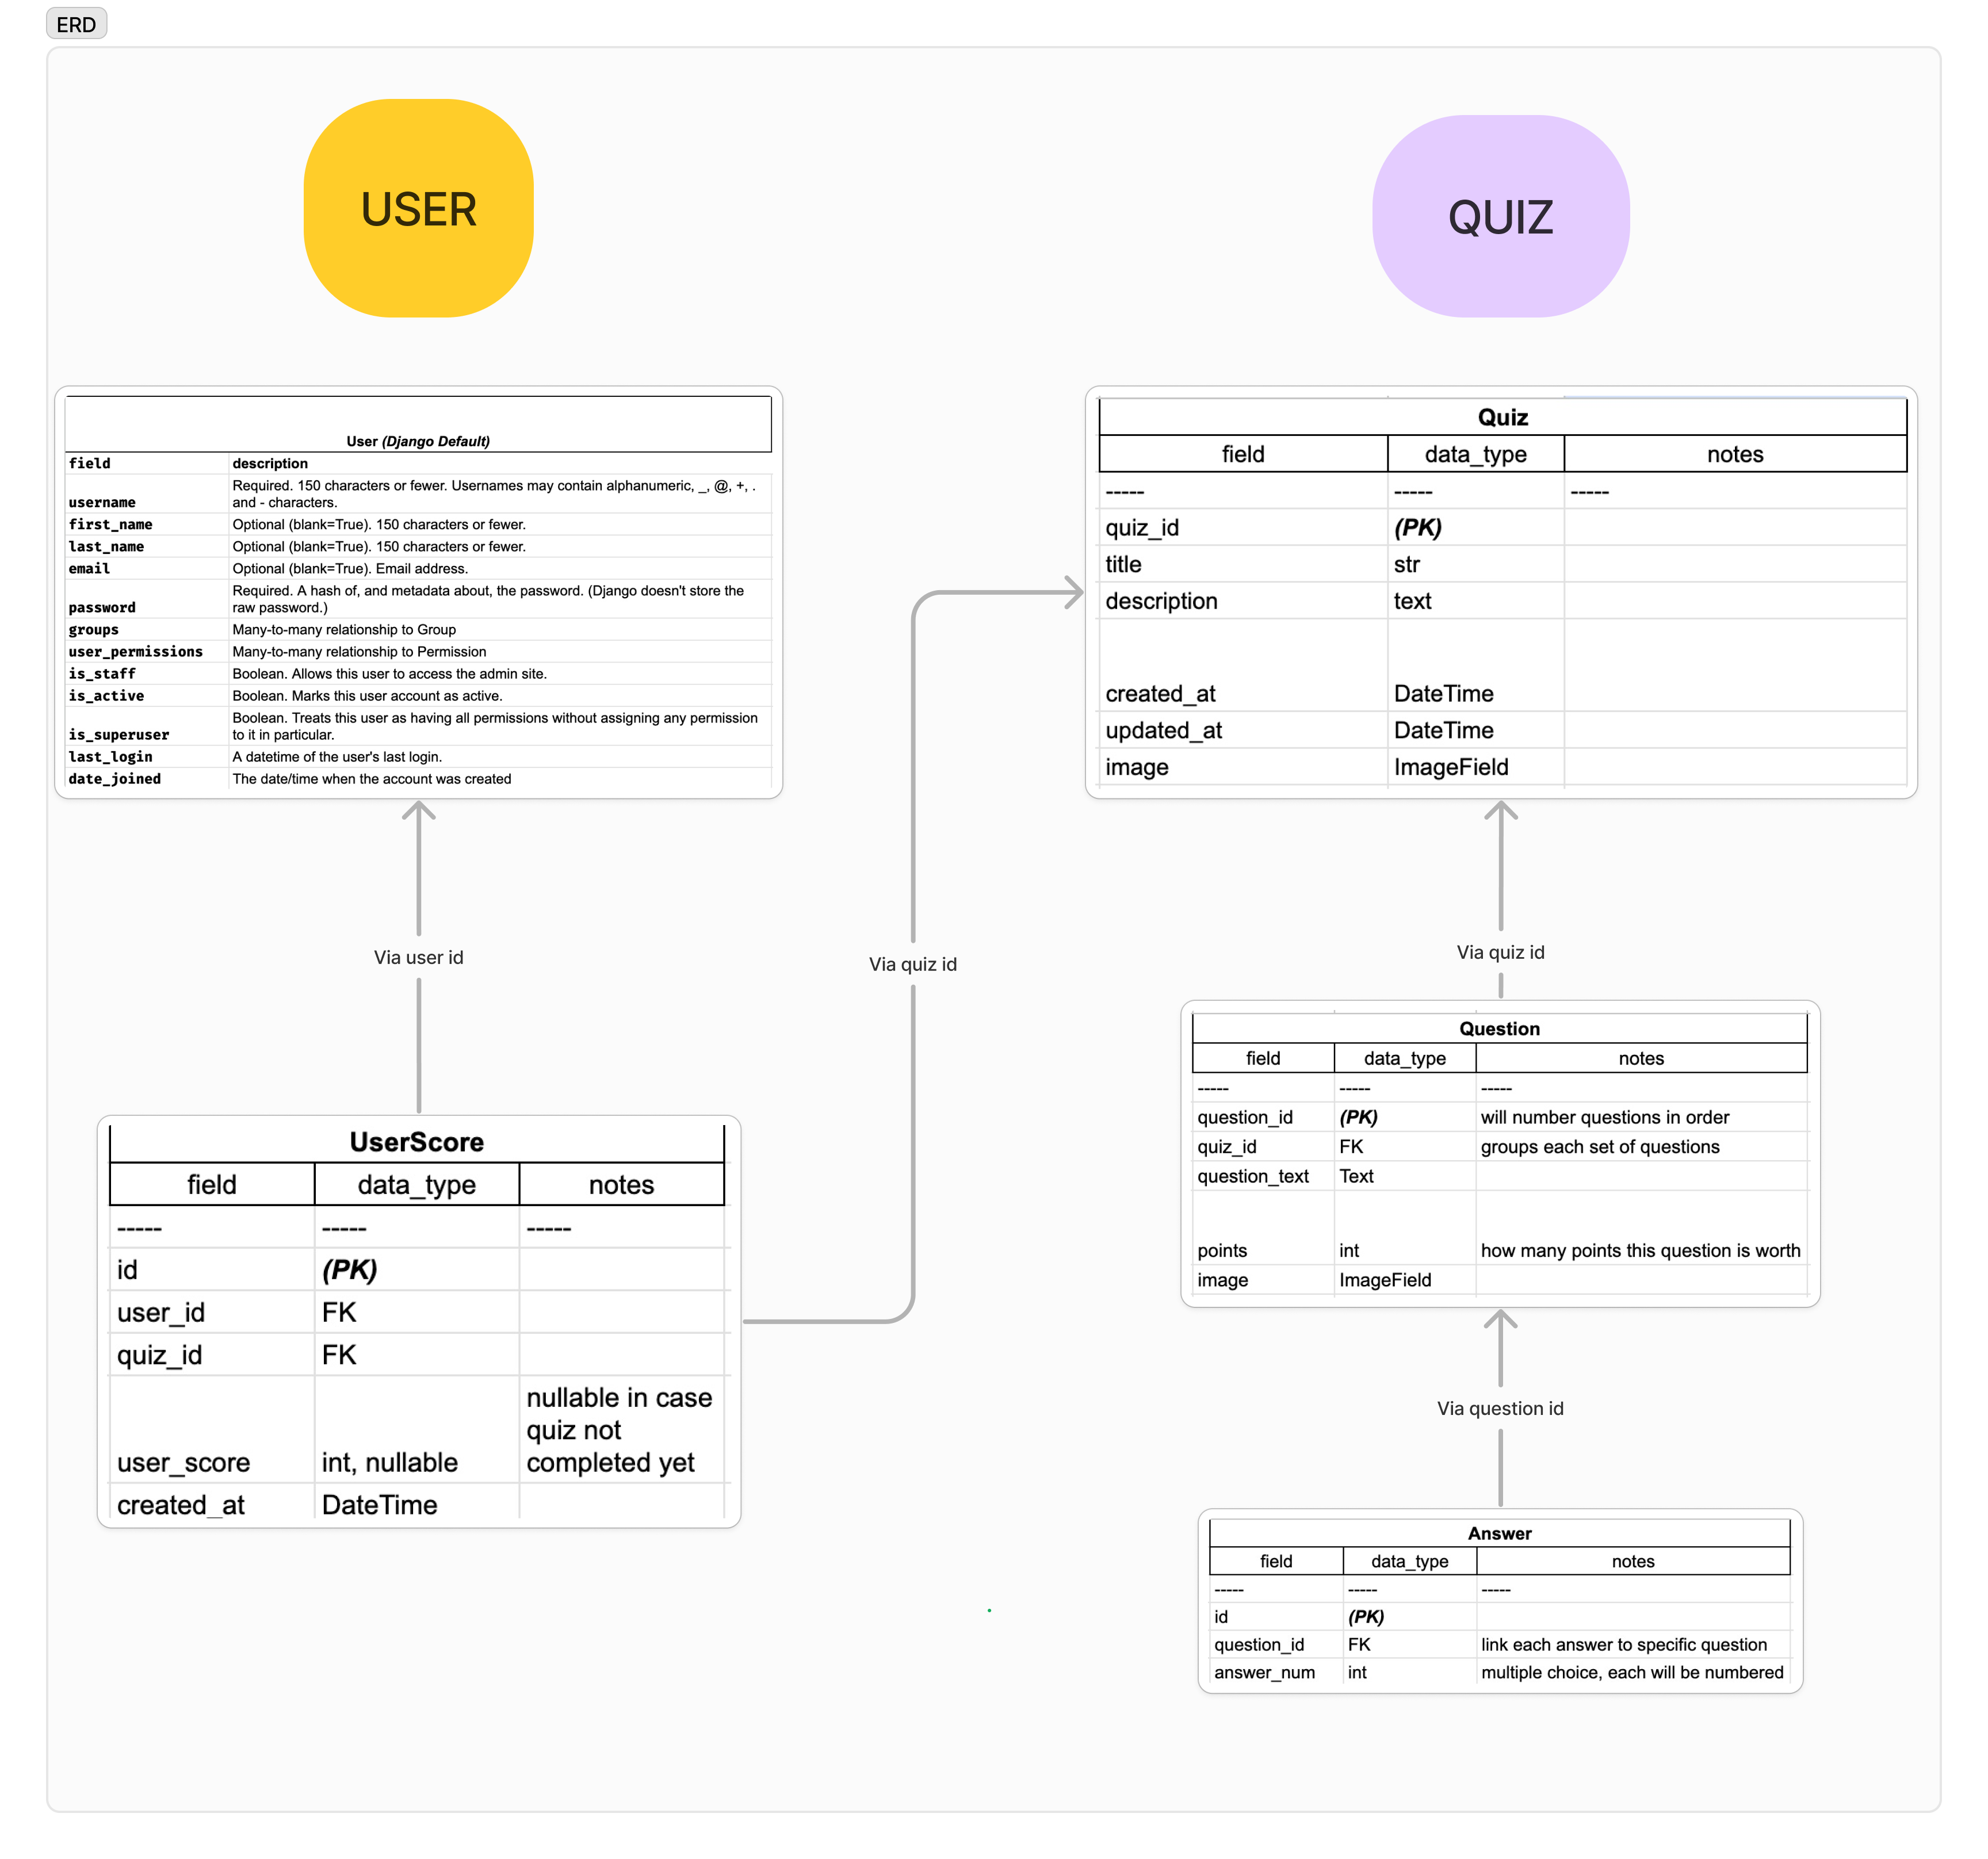 ERD
USER
QUIZ
User (Django Default)
field description
username Required. 150 characters or fewer. Usernames may contain alphanumeric, _, @, +, .
and - characters.
first_name Optional (blank=True). 150 characters or fewer.
last_name Optional (blank=True). 150 characters or fewer.
email Optional (blank=True). Email address.
password Required. A hash of, and metadata about, the password. (Django doesn't store the
raw password.)
groups Many-to-many relationship to Group
user_permissions Many-to-many relationship to Permission
is_staff Boolean. Allows this user to access the admin site.
is_active Boolean. Marks this user account as active.
is_superuser Boolean. Treats this user as having all permissions without assigning any permission
to it in particular.
last_login A datetime of the user's last login.
date_joined The date/time when the account was created
Quiz
field data_type notes
----- ----- -----
quiz_id (PK)
title str
description text
created_at DateTime
updated_at DateTime
image ImageField
Via user id
Via quiz id
Via quiz id
UserScore
field data_type notes
----- ----- -----
id (PK)
user_id FK
quiz_id FK
user_score int, nullable nullable in case
quiz not
completed yet
created_at DateTime
Question
field data_type notes
----- ----- -----
question_id (PK) will number questions in order
quiz_id FK groups each set of questions
question_text Text
points int how many points this question is worth
image ImageField
Via question id
Answer
field data_type notes
----- ----- -----
id (PK)
question_id FK link each answer to specific question
answer_num int multiple choice, each will be numbered